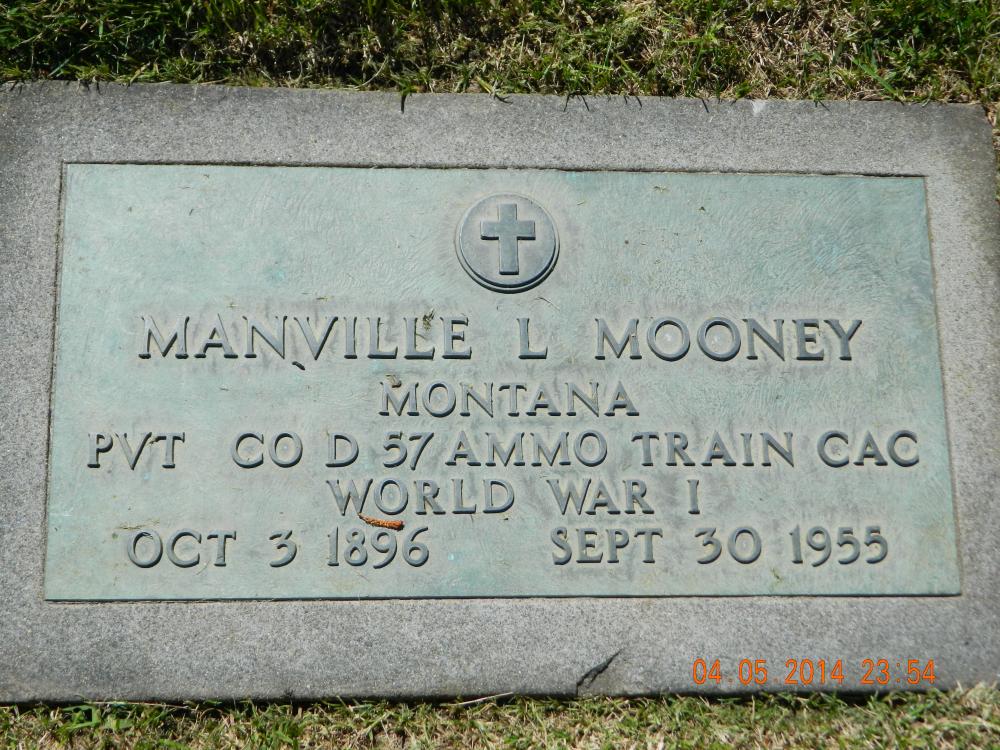 MANVILLE L MOONEY
MONTANA
PVT CO D 57 AMMO TRAIN CAC
WORLD WAR I
OCT 3 1896 SEPT 30 1955
04.05.2014 23:54